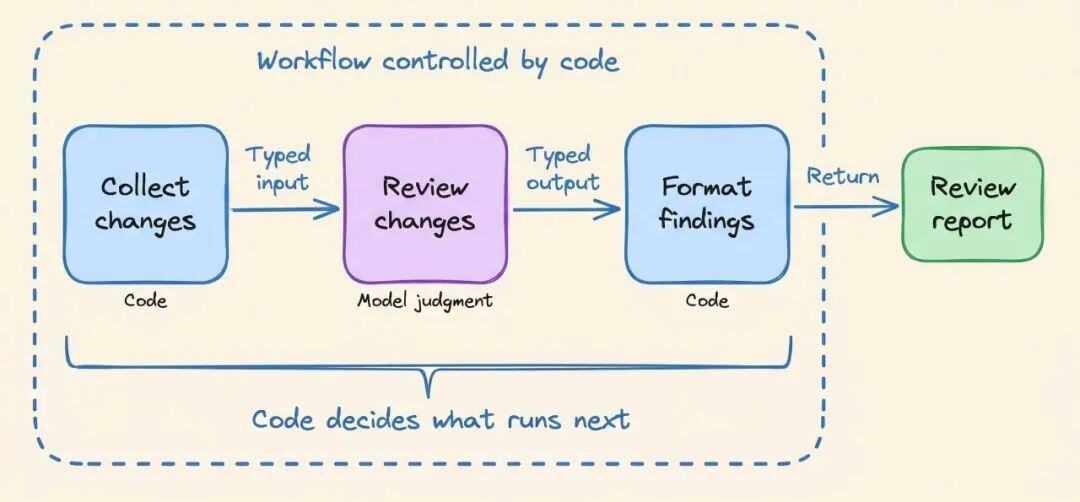 Workflow controlled by code
Collect
changes
Typed
input
Review
changes
Typed
output
Format
findings
Return
Review
report
Code
Model judgment
Code
Code decides what runs next